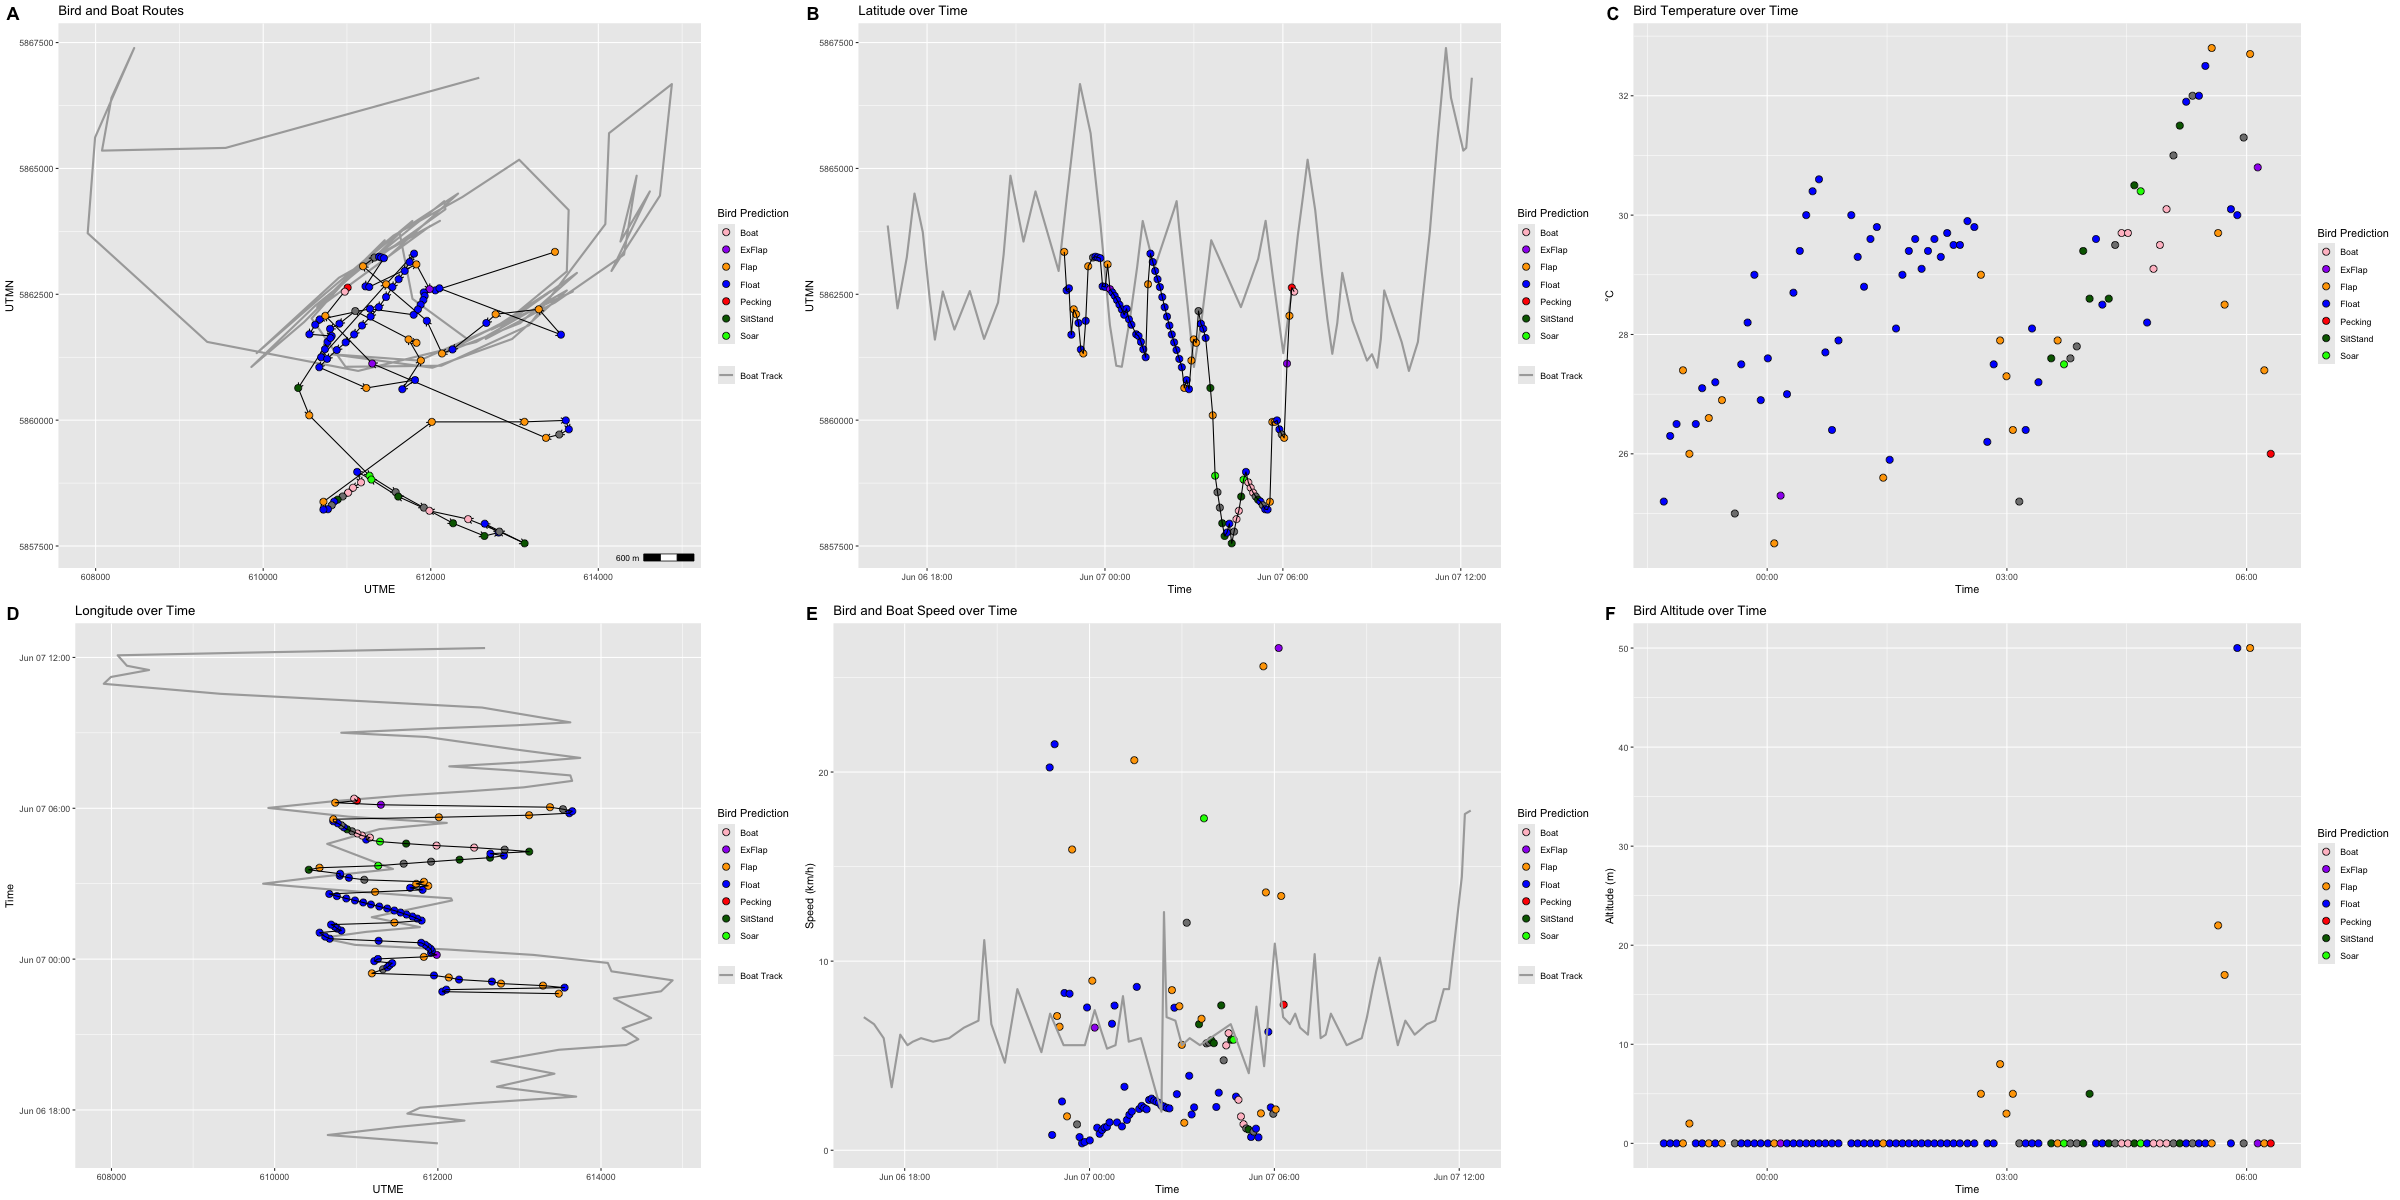 A Bird and Boat Routes
5867500
5865000
5862500
5860000
5857500
UTMN
608000 610000 612000 614000
UTME
600 m
Bird Prediction
Boat
ExFlap
Flap
Float
Pecking
SitStand
Soar
Boat Track
B Latitude over Time
5867500
5865000
5862500
5860000
5857500
UTMN
Jun 06 18:00 Jun 07 00:00 Jun 07 06:00 Jun 07 12:00
Time
Bird Prediction
Boat
ExFlap
Flap
Float
Pecking
SitStand
Soar
Boat Track
C Bird Temperature over Time
32
30
28
26
°C
00:00 03:00 06:00
Time
Bird Prediction
Boat
ExFlap
Flap
Float
Pecking
SitStand
Soar
D Longitude over Time
Jun 07 12:00
Jun 07 06:00
Jun 07 00:00
Jun 06 18:00
Time
608000 610000 612000 614000
UTME
Bird Prediction
Boat
ExFlap
Flap
Float
Pecking
SitStand
Soar
Boat Track
E Bird and Boat Speed over Time
20
10
0
Speed (km/h)
Jun 06 18:00 Jun 07 00:00 Jun 07 06:00 Jun 07 12:00
Time
Bird Prediction
Boat
ExFlap
Flap
Float
Pecking
SitStand
Soar
Boat Track
F Bird Altitude over Time
50
40
30
20
10
0
Altitude (m)
00:00 03:00 06:00
Time
Bird Prediction
Boat
ExFlap
Flap
Float
Pecking
SitStand
Soar